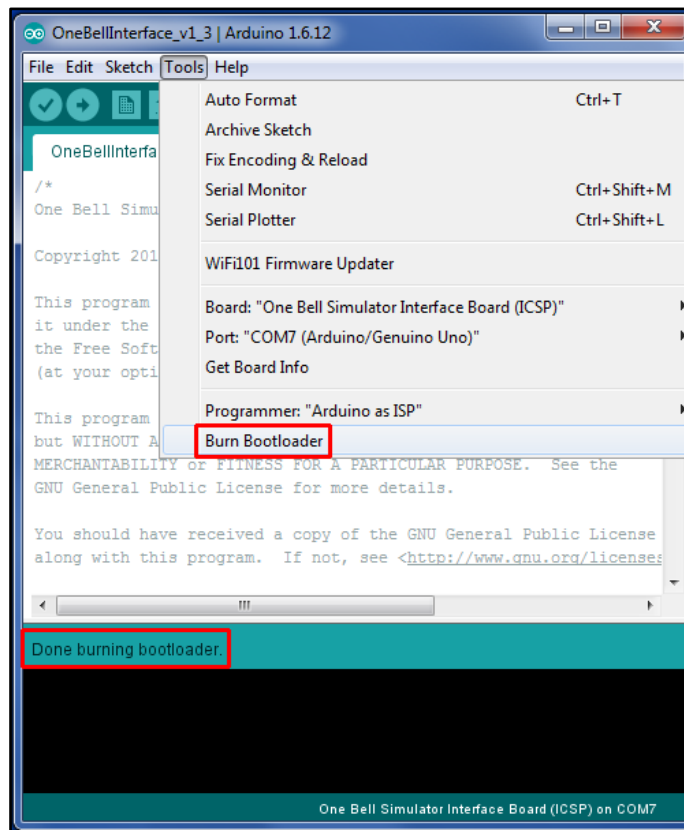 OneBellInterface_v1_3 | Arduino 1.6.12
File Edit Sketch Tools Help
Auto Format Ctrl+T
Archive Sketch
OneBellInterfa
Fix Encoding & Reload
/*
Serial Monitor Ctrl+Shift+M
One Bell Simu
Serial Plotter Ctrl+Shift+L
Copyright 201
WiFi101 Firmware Updater
This program
Board: "One Bell Simulator Interface Board (ICSP)"
it under the
Port: "COM7 (Arduino/Genuino Uno)"
the Free Soft
Get Board Info
(at your opti
Programmer: "Arduino as ISP"
This program
Burn Bootloader
but WITHOUT A
MERCHANTABILITY or FITNESS FOR A PARTICULAR PURPOSE. See the
GNU General Public License for more details.
You should have received a copy of the GNU General Public License
along with this program. If not, see <http://www.gnu.org/licenses
Done burning bootloader.
One Bell Simulator Interface Board (ICSP) on COM7